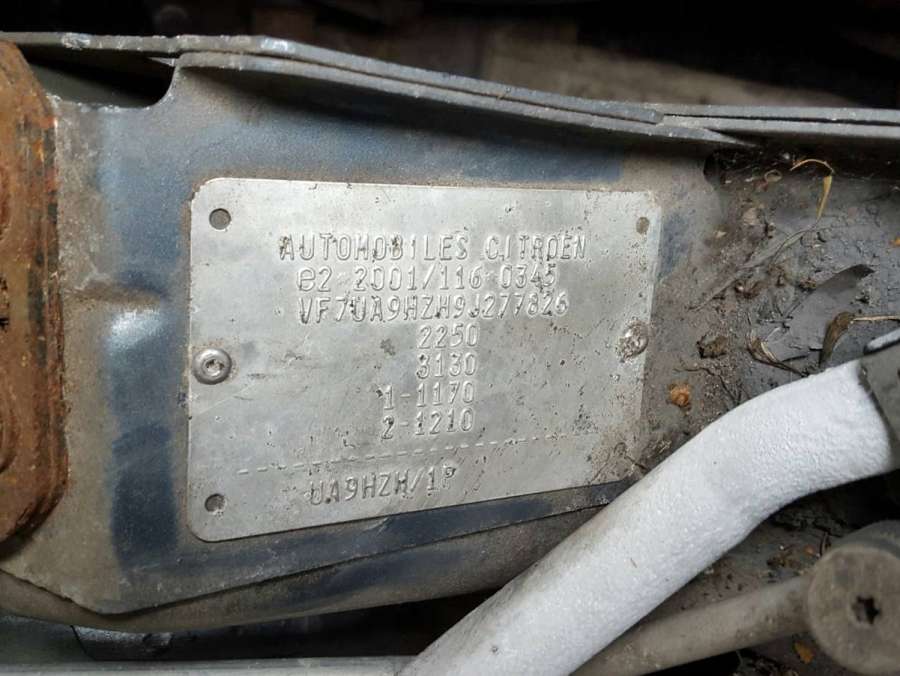 AUTOMOBILES CITROEN
e2 2001/116 0345
VF7UA9HZH9J277826
2250
3130
1-1170
2-1210
UA9HZH/1P